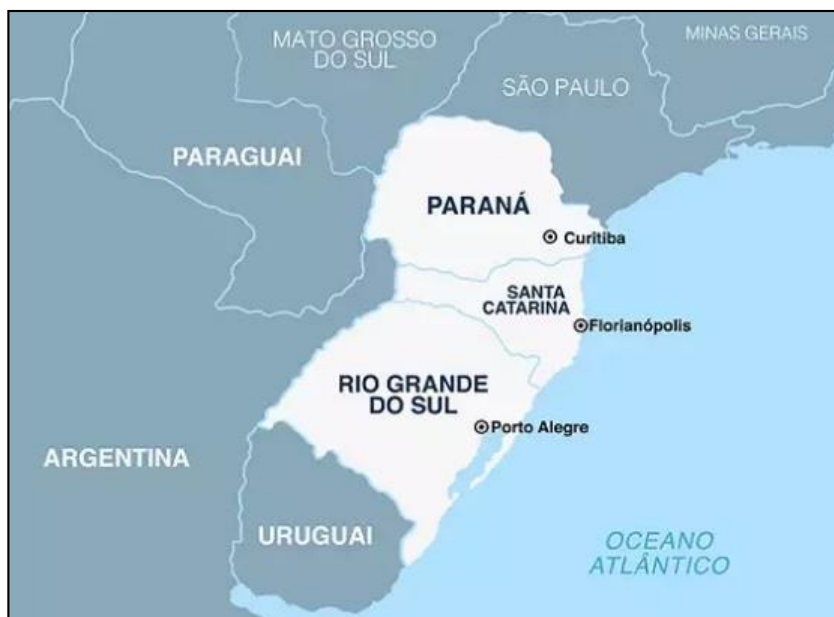 MATO GROSSO
DO SUL
MINAS GERAIS
SÃO PAULO
PARAGUAI
PARANÁ
Curitiba
SANTA
CATARINA
Florianópolis
RIO GRANDE
DO SUL
Porto Alegre
ARGENTINA
URUGUAI
OCEANO
ATLÂNTICO